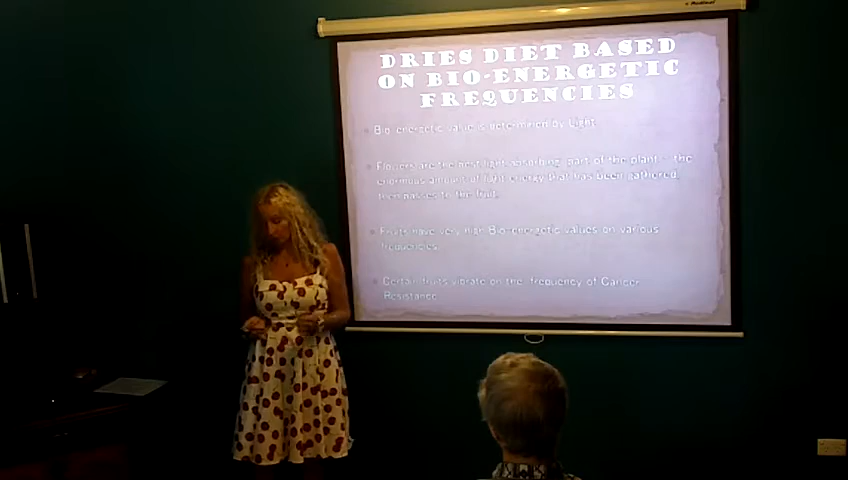 DRIES DIET BASED
ON BIO-ENERGETIC
FREQUENCIES
Bio-energetic value is determined by Light.
Flowers are the best light-absorbing part of the plant - the
enormous amount of light energy that has been gathered,
then passes to the fruit.
Fruits have very high Bio-energetic values on various
frequencies.
Certain fruits vibrate on the frequency of Cancer
Resistance